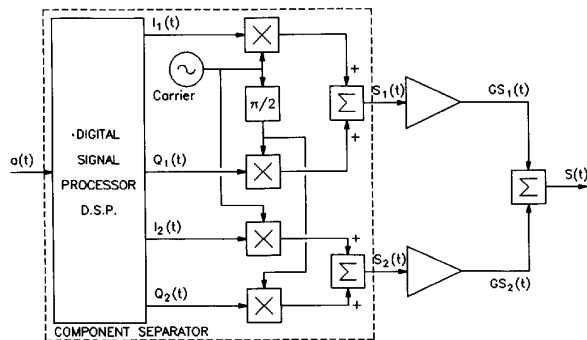 I₁(t)
Carrier
π/2
+
Σ
+
S₁(t)
GS₁(t)
·DIGITAL
SIGNAL
PROCESSOR
D.S.P.
a(t)
Q₁(t)
Σ
S(t)
I₂(t)
+
Σ
+
S₂(t)
GS₂(t)
Q₂(t)
COMPONENT SEPARATOR